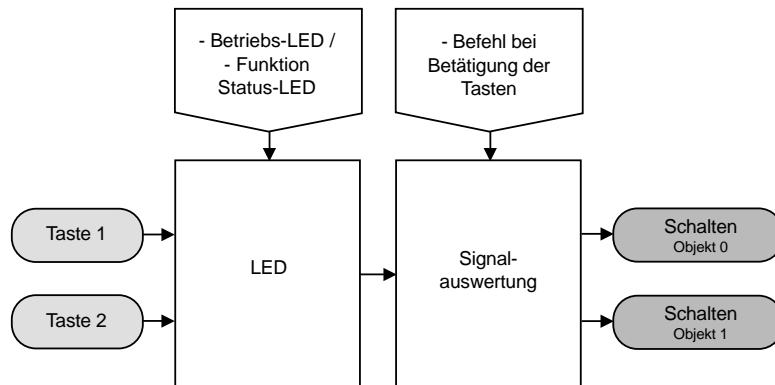 - Betriebs-LED /
- Funktion
Status-LED
- Befehl bei
Betätigung der
Tasten
Taste 1
Taste 2
LED
Signal-
auswertung
Schalten
Objekt 0
Schalten
Objekt 1